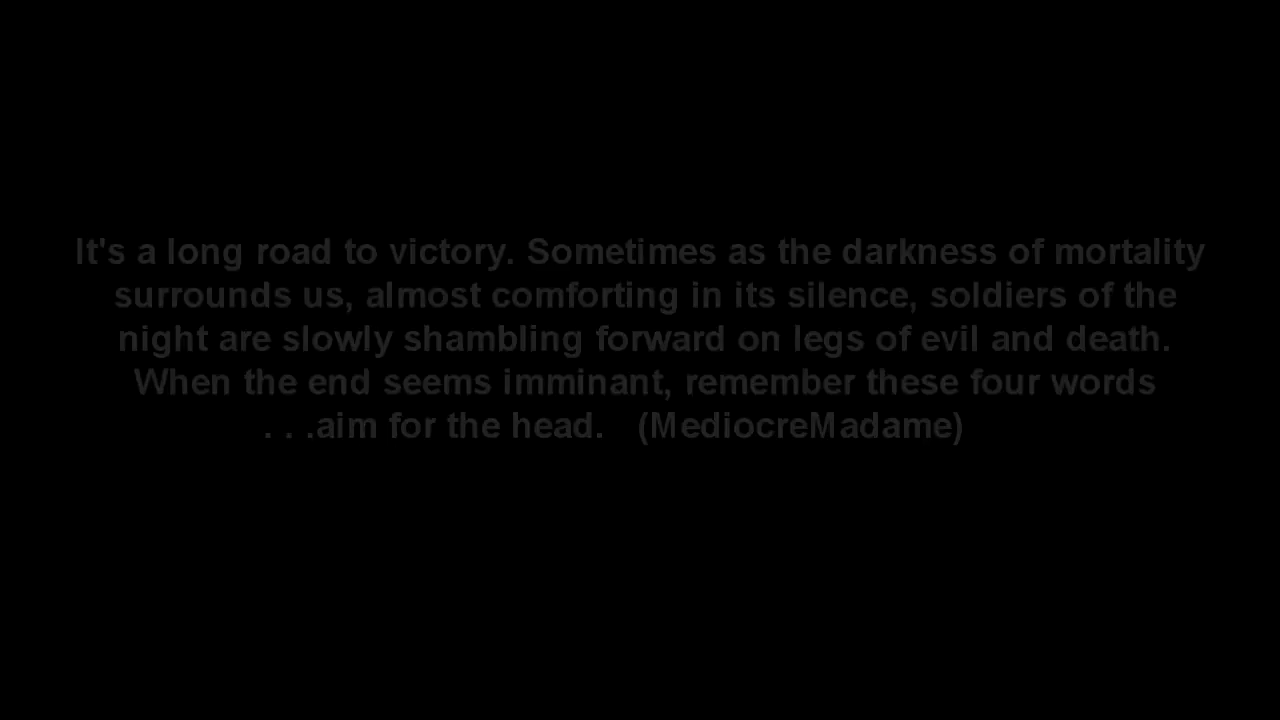 It's a long road to victory. Sometimes as the darkness of mortality
surrounds us, almost comforting in its silence, soldiers of the
night are slowly shambling forward on legs of evil and death.
When the end seems imminant, remember these four words
. . .aim for the head. (MediocreMadame)